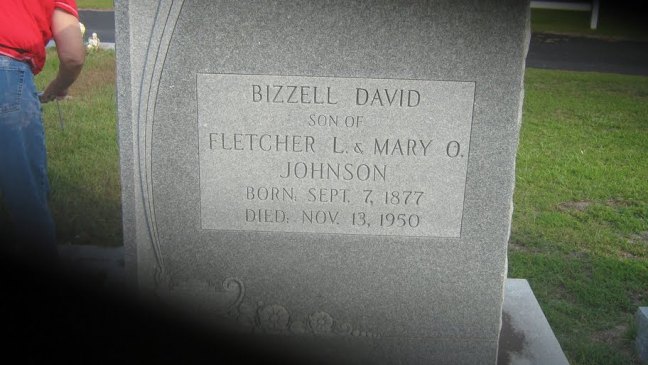 BIZZELL DAVID
SON OF
FLETCHER L. & MARY O.
JOHNSON
BORN, SEPT. 7, 1877
DIED, NOV. 13, 1950